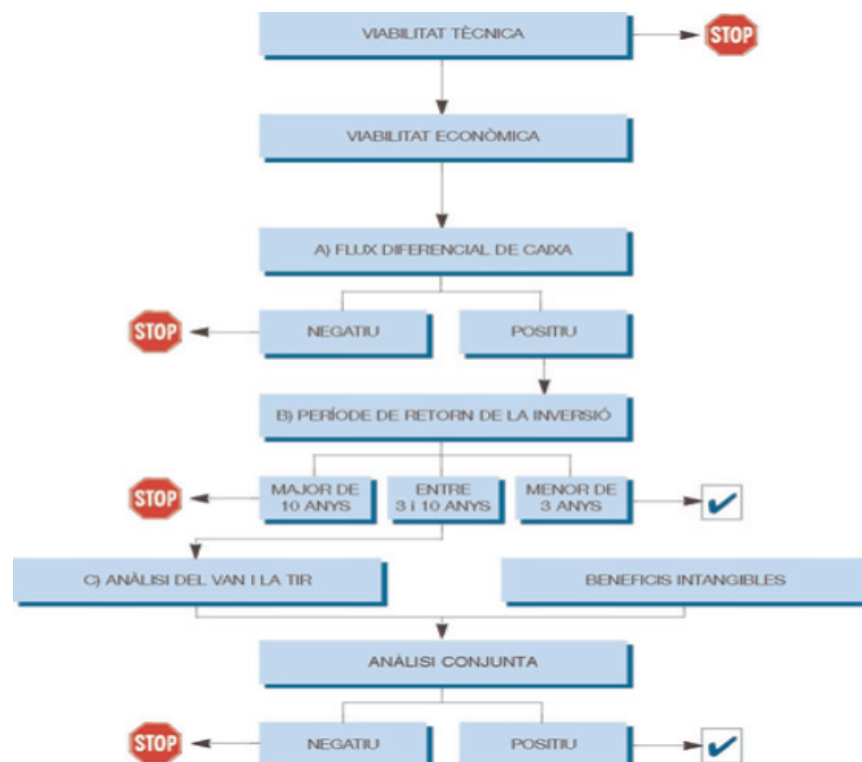 VIABILITAT TÈCNICA
STOP
VIABILITAT ECONÒMICA
A) FLUX DIFERENCIAL DE CAIXA
STOP
NEGATIU
POSITIU
B) PERÍODE DE RETORN DE LA INVERSIÓ
STOP
MAJOR DE
10 ANYS
ENTRE
3 i 10 ANYS
MENOR DE
3 ANYS
C) ANÀLISI DEL VAN I LA TIR
BENEFICIS INTANGIBLES
ANÀLISI CONJUNTA
STOP
NEGATIU
POSITIU